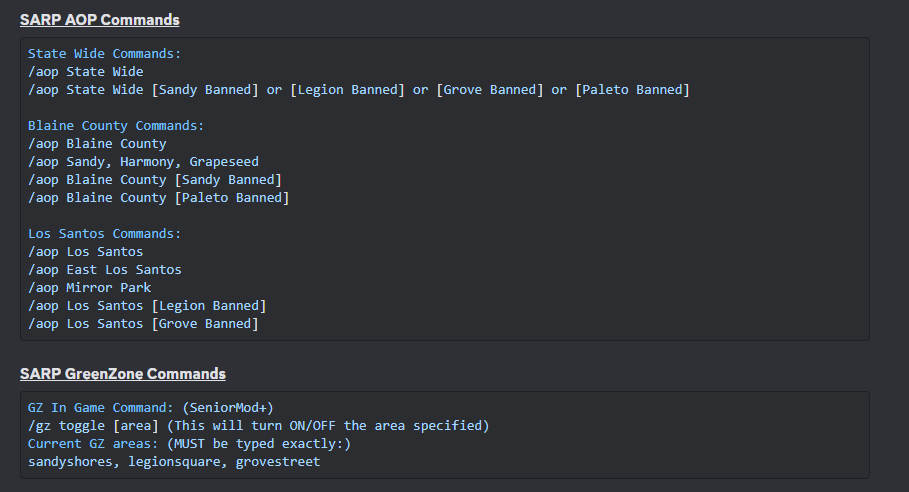 SARP AOP Commands
State Wide Commands:
/aop State Wide
/aop State Wide [Sandy Banned] or [Legion Banned] or [Grove Banned] or [Paleto Banned]
Blaine County Commands:
/aop Blaine County
/aop Sandy, Harmony, Grapeseed
/aop Blaine County [Sandy Banned]
/aop Blaine County [Paleto Banned]
Los Santos Commands:
/aop Los Santos
/aop East Los Santos
/aop Mirror Park
/aop Los Santos [Legion Banned]
/aop Los Santos [Grove Banned]
SARP GreenZone Commands
GZ In Game Command: (SeniorMod+)
/gz toggle [area] (This will turn ON/OFF the area specified)
Current GZ areas: (MUST be typed exactly:)
sandyshores, legionsquare, grovestreet